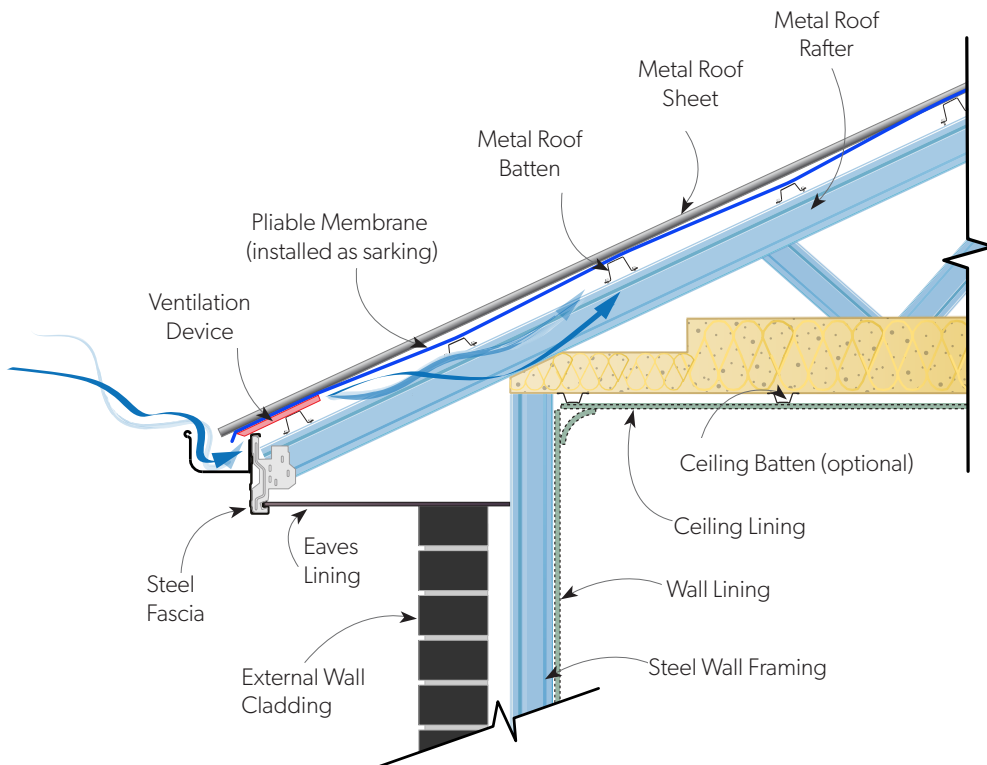 Metal Roof
Rafter
Metal Roof
Sheet
Metal Roof
Batten
Pliable Membrane
(installed as sarking)
Ventilation
Device
Ceiling Batten (optional)
Ceiling Lining
Eaves
Lining
Steel
Fascia
Wall Lining
External Wall
Cladding
Steel Wall Framing